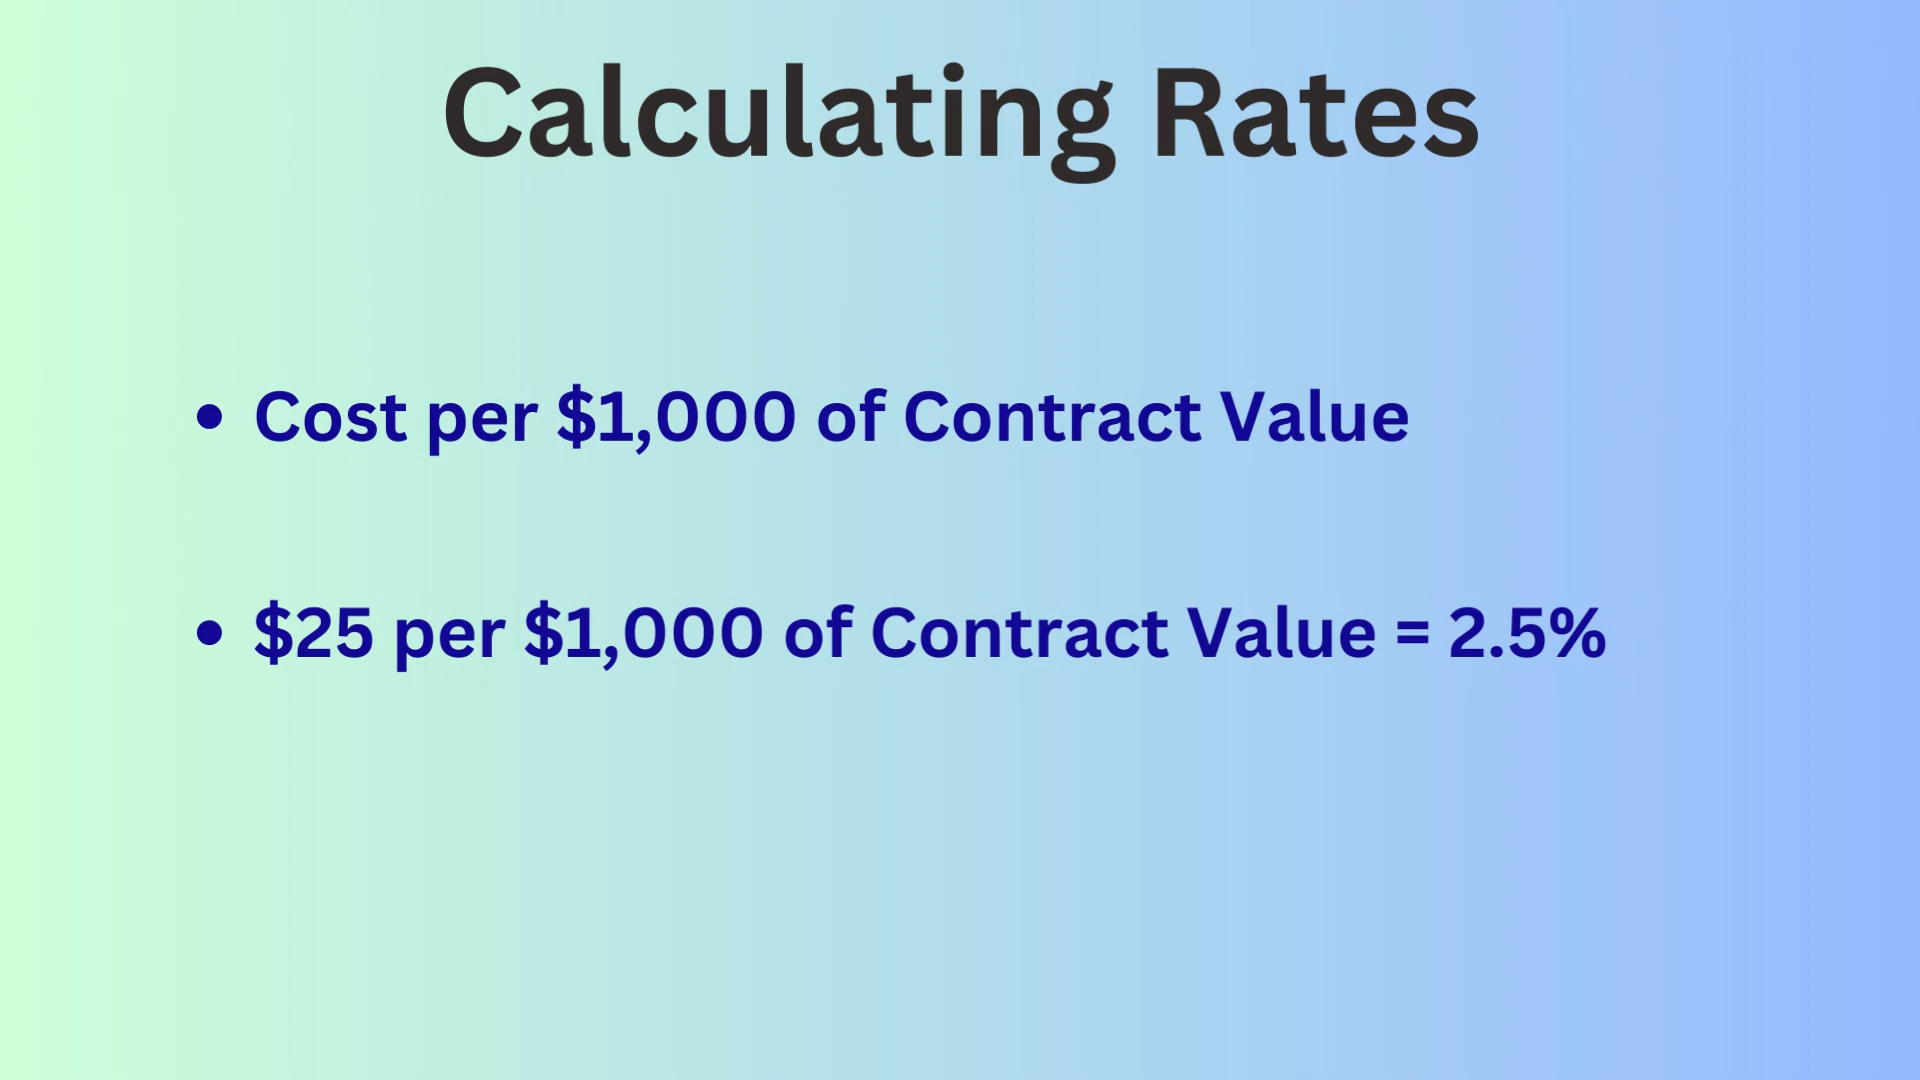 Calculating Rates
• Cost per $1,000 of Contract Value
• $25 per $1,000 of Contract Value = 2.5%